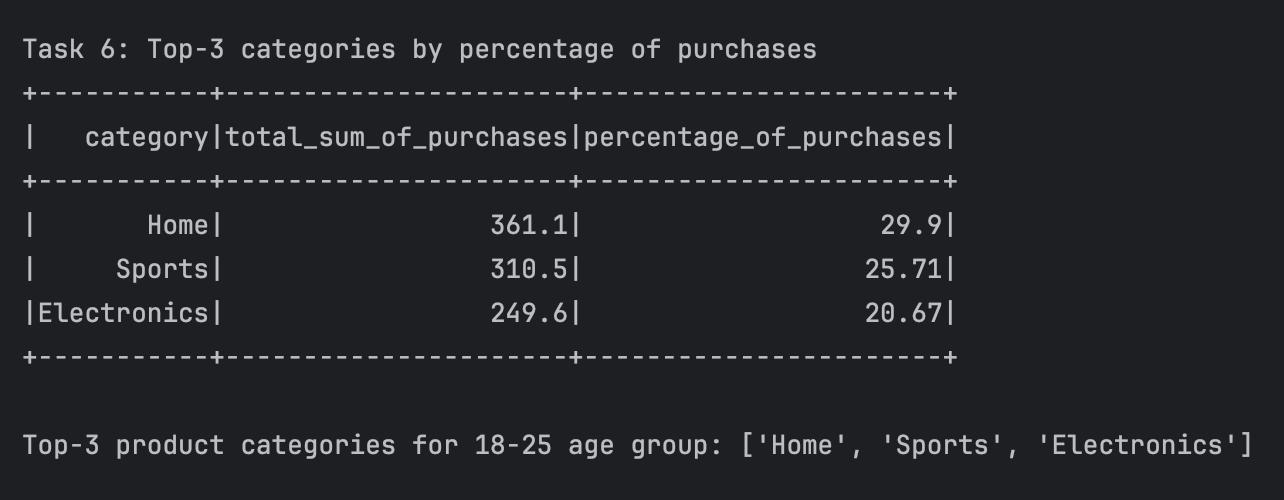 Task 6: Top-3 categories by percentage of purchases
+-----------+----------------------+-----------------------+
|   category|total_sum_of_purchases|percentage_of_purchases|
+-----------+----------------------+-----------------------+
|       Home|                 361.1|                   29.9|
|     Sports|                 310.5|                  25.71|
|Electronics|                 249.6|                  20.67|
+-----------+----------------------+-----------------------+
Top-3 product categories for 18-25 age group: ['Home', 'Sports', 'Electronics']